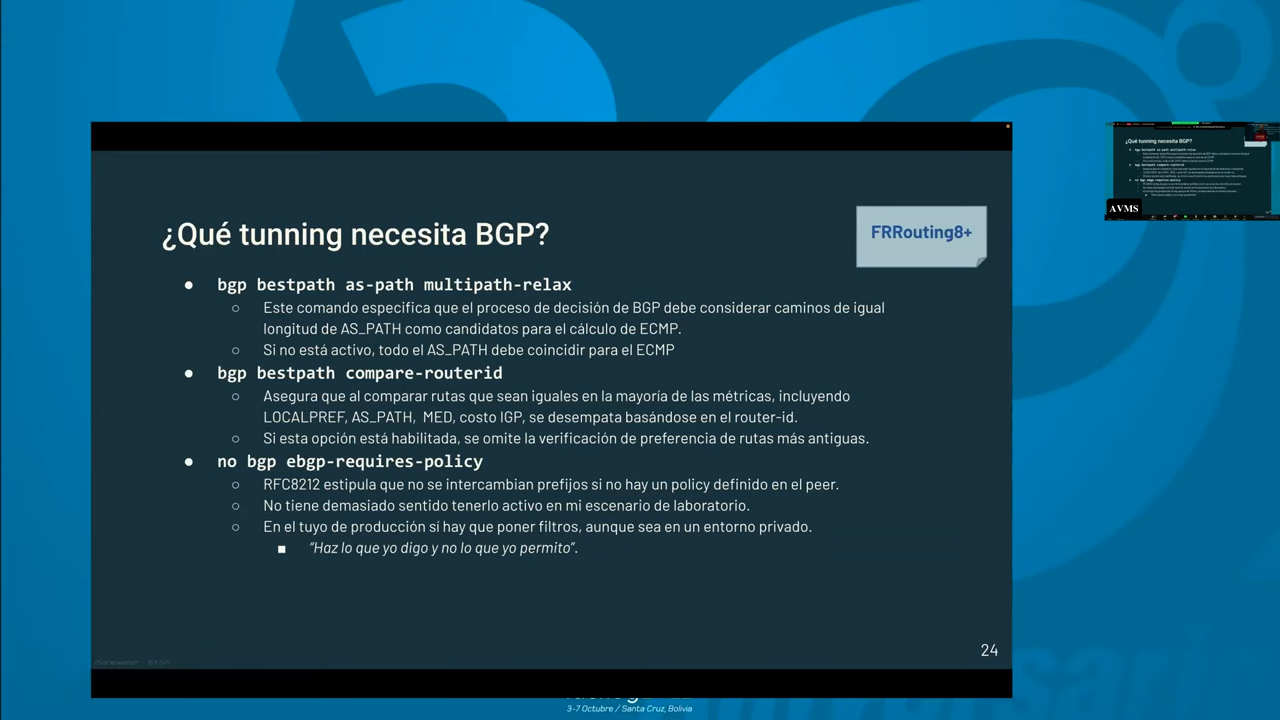 ¿Qué tunning necesita BGP?
FRRouting8+
● bgp bestpath as-path multipath-relax
○ Este comando especifica que el proceso de decisión de BGP debe considerar caminos de igual
longitud de AS_PATH como candidatos para el cálculo de ECMP.
○ Si no está activo, todo el AS_PATH debe coincidir para el ECMP
● bgp bestpath compare-routerid
○ Asegura que al comparar rutas que sean iguales en la mayoría de las métricas, incluyendo
LOCALPREF, AS_PATH, MED, costo IGP, se desempata basándose en el router-id.
○ Si esta opción está habilitada, se omite la verificación de preferencia de rutas más antiguas.
● no bgp ebgp-requires-policy
○ RFC8212 estipula que no se intercambian prefijos si no hay un policy definido en el peer.
○ No tiene demasiado sentido tenerlo activo en mi escenario de laboratorio.
○ En el tuyo de producción sí hay que poner filtros, aunque sea en un entorno privado.
■ “Haz lo que yo digo y no lo que yo permito”.
24
¿Qué tunning necesita BGP?
AVMS
3-7 Octubre / Santa Cruz, Bolivia